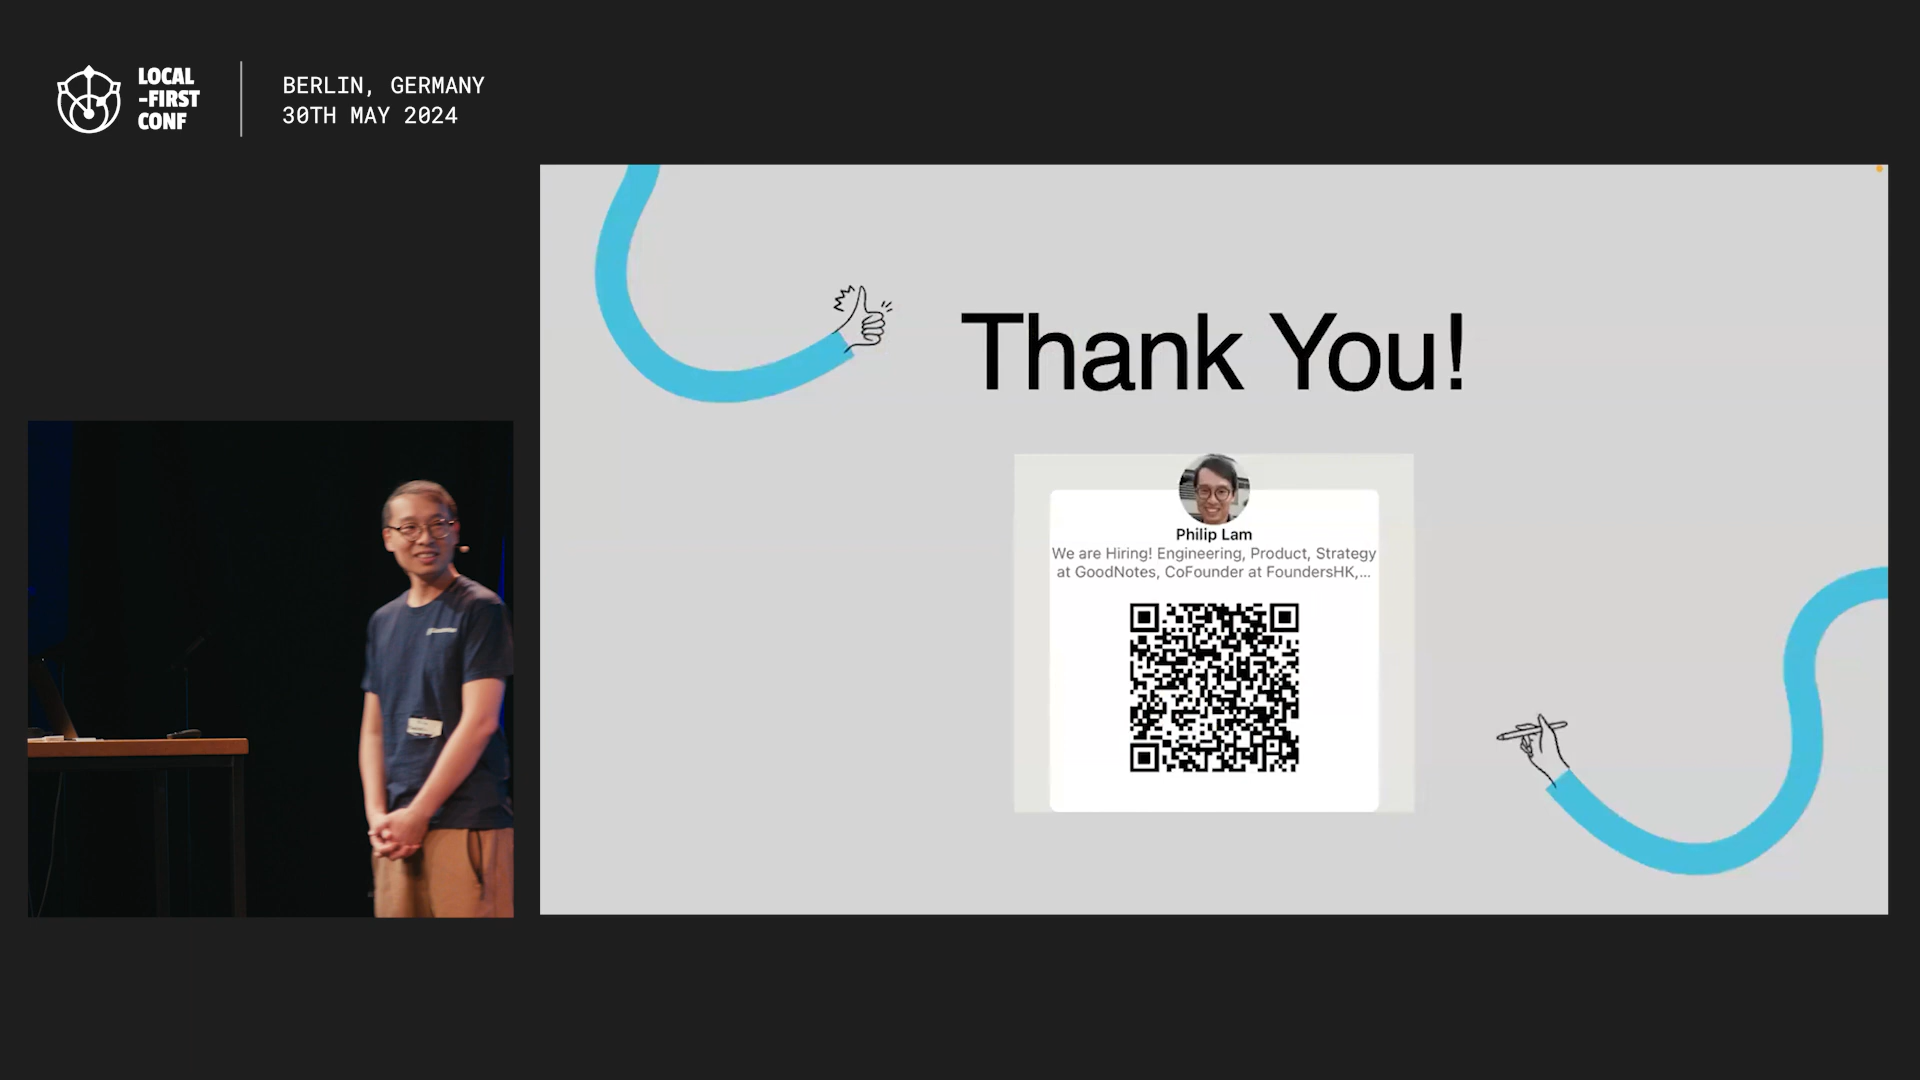 LOCAL
-FIRST
CONF
BERLIN, GERMANY
30TH MAY 2024
Thank You!
Philip Lam
We are Hiring! Engineering, Product, Strategy
at GoodNotes, CoFounder at FoundersHK,...